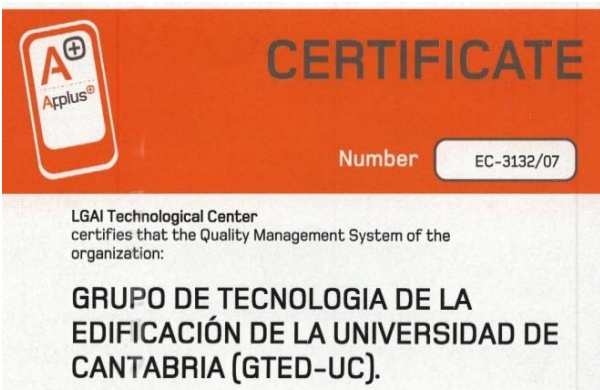 A+
Applus+
CERTIFICATE
Number EC-3132/07
LGAI Technological Center
certifies that the Quality Management System of the
organization:
GRUPO DE TECNOLOGIA DE LA
EDIFICACIÓN DE LA UNIVERSIDAD DE
CANTABRIA (GTED-UC).